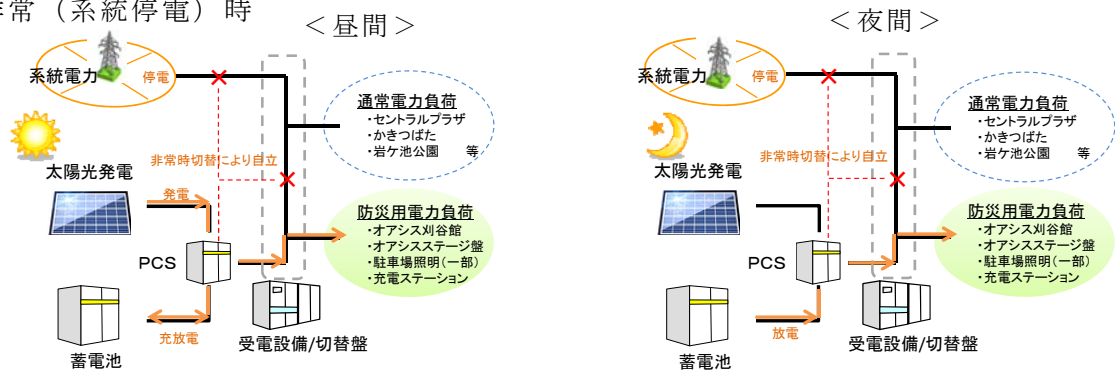 非常（系統停電）時
＜昼間＞
系統電力
停電
通常電力負荷
・セントラルプラザ
・かきつばた
・岩ケ池公園　等
非常時切替により自立
太陽光発電
発電
防災用電力負荷
・オアシス刈谷館
・オアシスステージ盤
・駐車場照明（一部）
・充電ステーション
PCS
充放電
蓄電池
受電設備/切替盤
＜夜間＞
系統電力
停電
通常電力負荷
・セントラルプラザ
・かきつばた
・岩ケ池公園　等
非常時切替により自立
太陽光発電
防災用電力負荷
・オアシス刈谷館
・オアシスステージ盤
・駐車場照明（一部）
・充電ステーション
PCS
放電
蓄電池
受電設備/切替盤